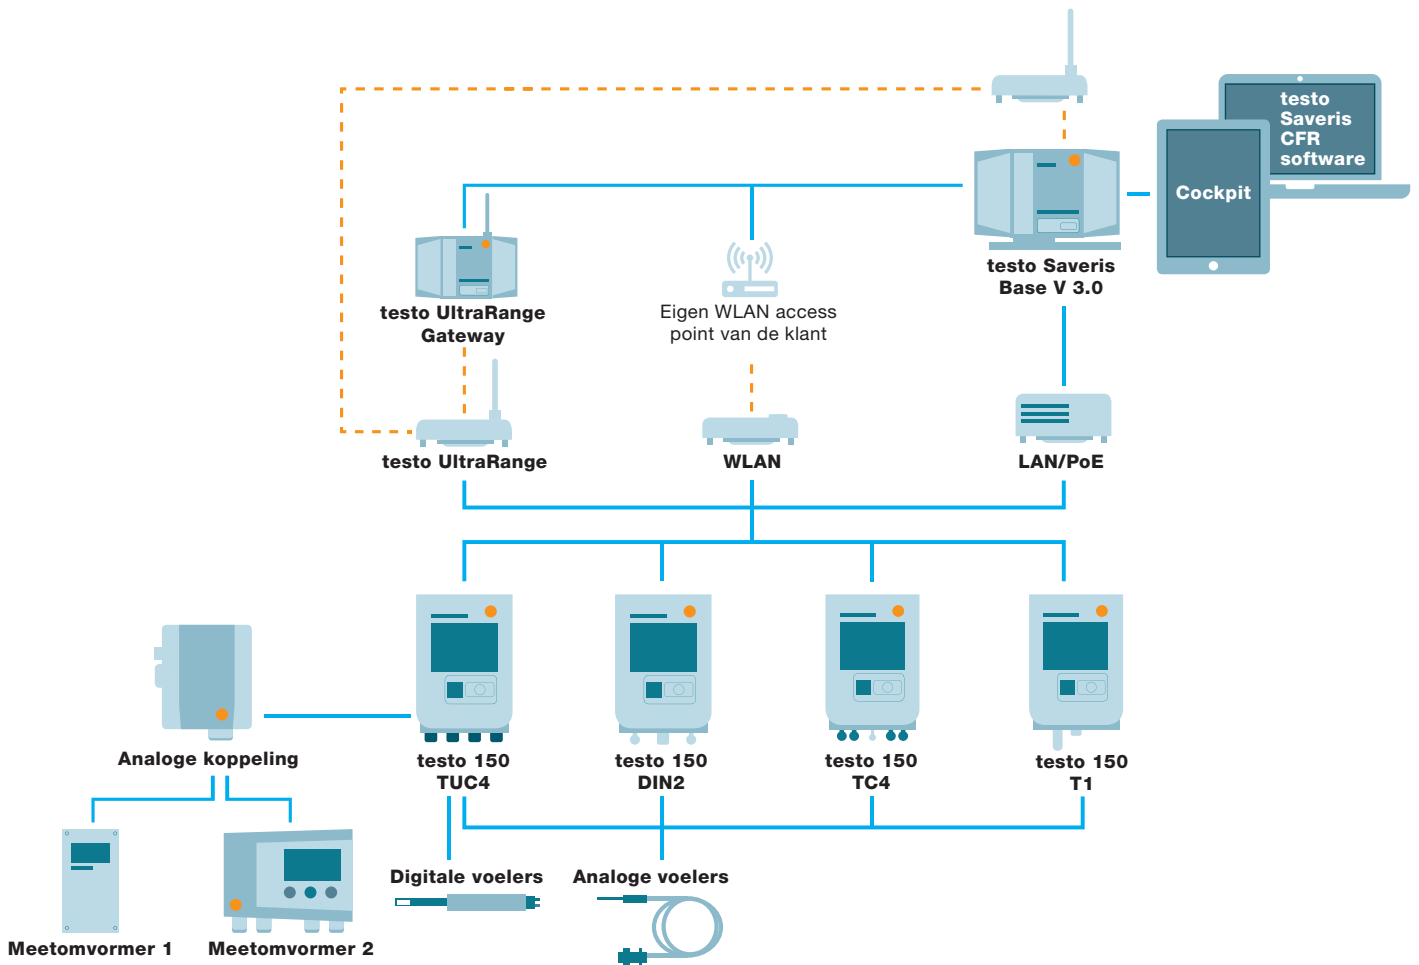 testo
Saveris
CFR
software
Cockpit
testo Saveris
Base V 3.0
testo UltraRange
Gateway
Eigen WLAN access
point van de klant
testo UltraRange
WLAN
LAN/PoE
Analoge koppeling
testo 150
TUC4
testo 150
DIN2
testo 150
TC4
testo 150
T1
Digitale voelers
Analoge voelers
Meetomvormer 1
Meetomvormer 2